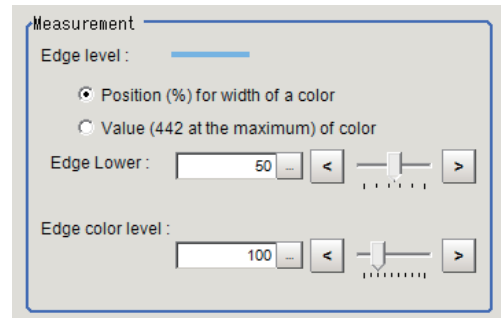 Measurement
Edge level :
Position (%) for width of a color
Value (442 at the maximum) of color
Edge Lower : 50 ... < >
Edge color level :
100 ... < >